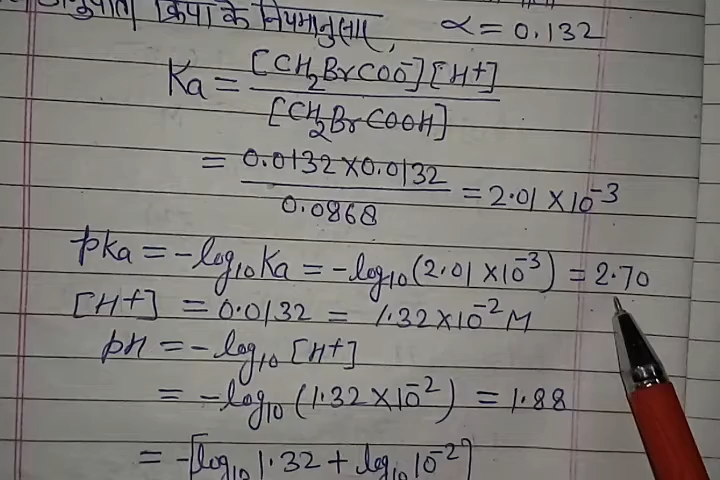 क्रिया के नियमानुसार, α = 0.132
Ka = [CH2BrCOO-][H+] / [CH2BrCOOH]
= 0.0132 × 0.0132 / 0.0868 = 2.01 × 10^-3
pKa = -log10 Ka = -log10 (2.01 × 10^-3) = 2.70
[H+] = 0.0132 = 1.32 × 10^-2 M
pH = -log10 [H+]
= -log10 (1.32 × 10^-2) = 1.88
= -[log10 1.32 + log10 10^-2]